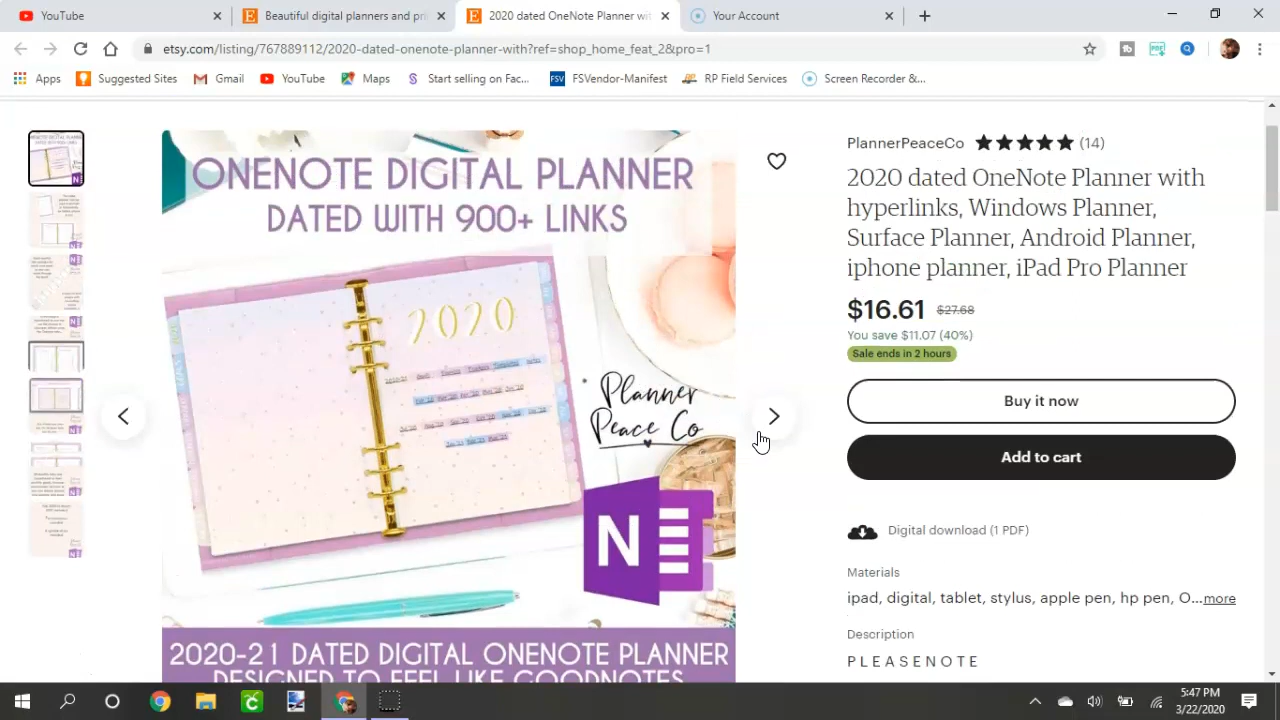 YouTube
Beautiful digital planners and pri
2020 dated OneNote Planner wit
Your Account
etsy.com/listing/767889112/2020-dated-onenote-planner-with?ref=shop_home_feat_2&pro=1
Apps
Suggested Sites
Gmail
YouTube
Maps
Start selling on Fac...
FSVendor-Manifest
RP Field Services
Screen Recorder &...
ONENOTE DIGITAL PLANNER
DATED WITH 900+ LINKS
Planner
Peace Co
N
2020-21 DATED DIGITAL ONENOTE PLANNER
PlannerPeaceCo
(14)
2020 dated OneNote Planner with
hyperlinks, Windows Planner,
Surface Planner, Android Planner,
iphone planner, iPad Pro Planner
$16.61 $27.68
You save $11.07 (40%)
Sale ends in 2 hours
Buy it now
Add to cart
Digital download (1 PDF)
Materials
ipad, digital, tablet, stylus, apple pen, hp pen, O...more
Description
P L E A S E N O T E
5:47 PM
3/22/2020